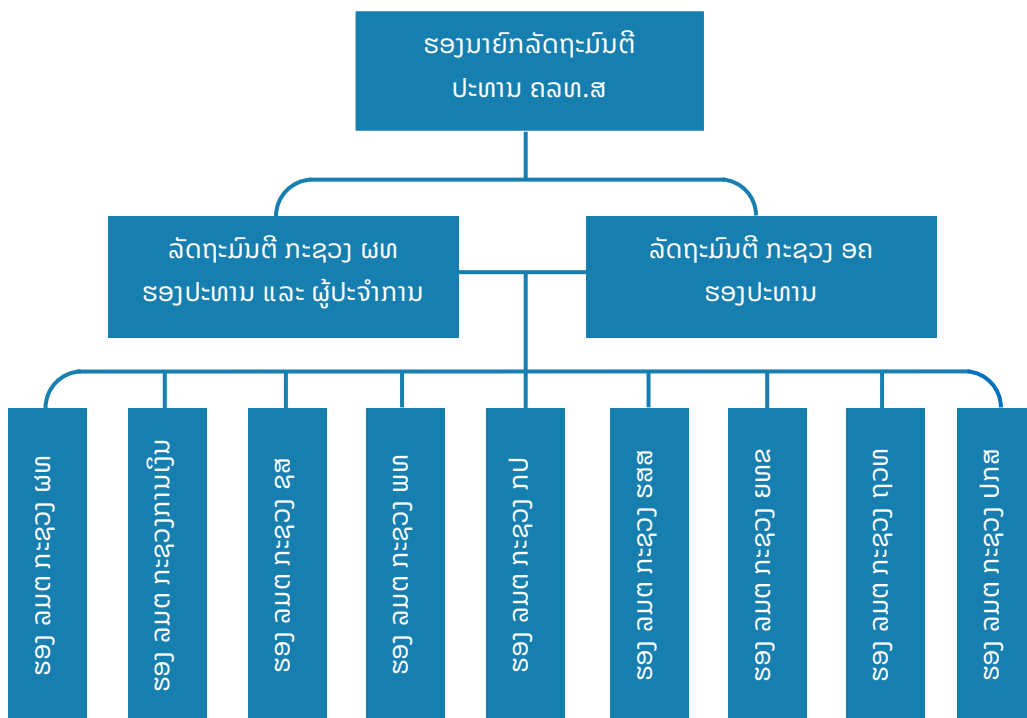 ຮອງນາຍົກລັດຖະມົນຕີ
ປະທານ ຄລທ.ສ
ລັດຖະມົນຕີ ກະຊວງ ຜທ
ຮອງປະທານ ແລະ ຜູ້ປະຈຳການ
ລັດຖະມົນຕີ ກະຊວງ ອຄ
ຮອງປະທານ
ຮອງ ລມຕ ກະຊວງ ຜທ
ຮອງ ລມຕ ກະຊວງການເງິນ
ຮອງ ລມຕ ກະຊວງ ຊສ
ຮອງ ລມຕ ກະຊວງ ພທ
ຮອງ ລມຕ ກະຊວງ ກປ
ຮອງ ລມຕ ກະຊວງ ຮສສ
ຮອງ ລມຕ ກະຊວງ ຍທຂ
ຮອງ ລມຕ ກະຊວງ ຖວທ
ຮອງ ລມຕ ກະຊວງ ປກສ